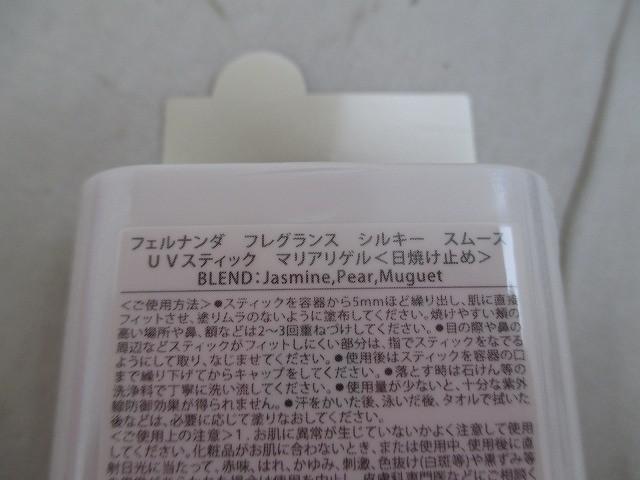 フェルナンダ　フレグランス　シルキー　スムース
ＵＶスティック　マリアリゲル＜日焼け止め＞
BLEND:Jasmine,Pear,Muguet
＜ご使用方法＞●スティックを容器から5mmほど繰り出し、肌に直接
フィットさせ、塗りムラのないように塗布してください。焼けやすい頬の
高い場所や鼻、額などは2～3回重ねづけしてください。●目の際や鼻の
周辺などスティックがフィットしにくい部分は、指でスティックをなでる
ようにして取り、なじませてください。●使用後はスティックを容器の口
まで繰り下げてからキャップをしてください。●落とす時は石けん等の
洗浄料で丁寧に洗い流してください。●使用量が少ないと、十分な紫外
線防御効果が得られません。●汗をかいた後、泳いだ後、タオルで拭いた
後などは、必要に応じて塗りなおしてください。
＜ご使用上の注意＞1．お肌に異常が生じていないかよく注意して使用
してください。化粧品がお肌に合わないとき、または使用中、使用後に直
射日光に当たって、赤味、はれ、かゆみ、刺激、色抜け(白斑等)や黒ずみ等